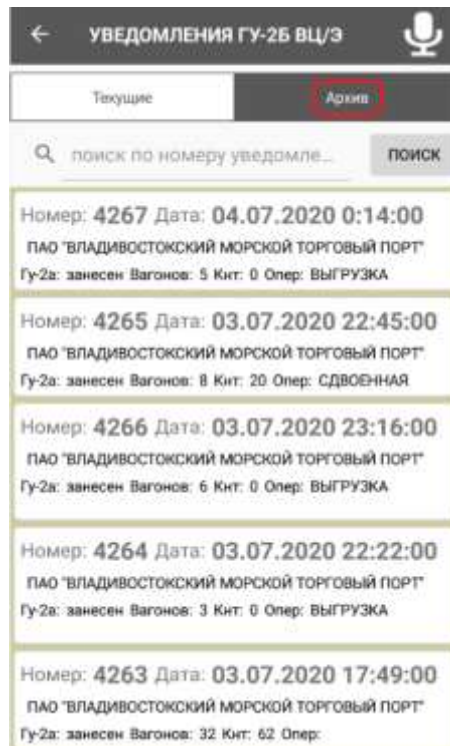 УВЕДОМЛЕНИЯ ГУ-2Б ВЦ/Э
Текущие Архив
поиск по номеру уведомле... ПОИСК
Номер: 4267 Дата: 04.07.2020 0:14:00
ПАО "ВЛАДИВОСТОКСКИЙ МОРСКОЙ ТОРГОВЫЙ ПОРТ"
Гу-2а: занесен Вагонов: 5 Кнт: 0 Опер: ВЫГРУЗКА
Номер: 4265 Дата: 03.07.2020 22:45:00
ПАО "ВЛАДИВОСТОКСКИЙ МОРСКОЙ ТОРГОВЫЙ ПОРТ"
Гу-2а: занесен Вагонов: 8 Кнт: 20 Опер: СДВОЕННАЯ
Номер: 4266 Дата: 03.07.2020 23:16:00
ПАО "ВЛАДИВОСТОКСКИЙ МОРСКОЙ ТОРГОВЫЙ ПОРТ"
Гу-2а: занесен Вагонов: 6 Кнт: 0 Опер: ВЫГРУЗКА
Номер: 4264 Дата: 03.07.2020 22:22:00
ПАО "ВЛАДИВОСТОКСКИЙ МОРСКОЙ ТОРГОВЫЙ ПОРТ"
Гу-2а: занесен Вагонов: 3 Кнт: 0 Опер: ВЫГРУЗКА
Номер: 4263 Дата: 03.07.2020 17:49:00
ПАО "ВЛАДИВОСТОКСКИЙ МОРСКОЙ ТОРГОВЫЙ ПОРТ"
Гу-2а: занесен Вагонов: 32 Кнт: 62 Опер: